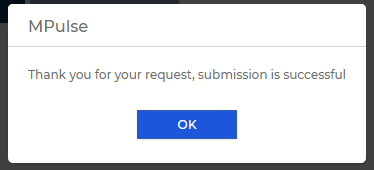 MPulse
Thank you for your request, submission is successful
OK